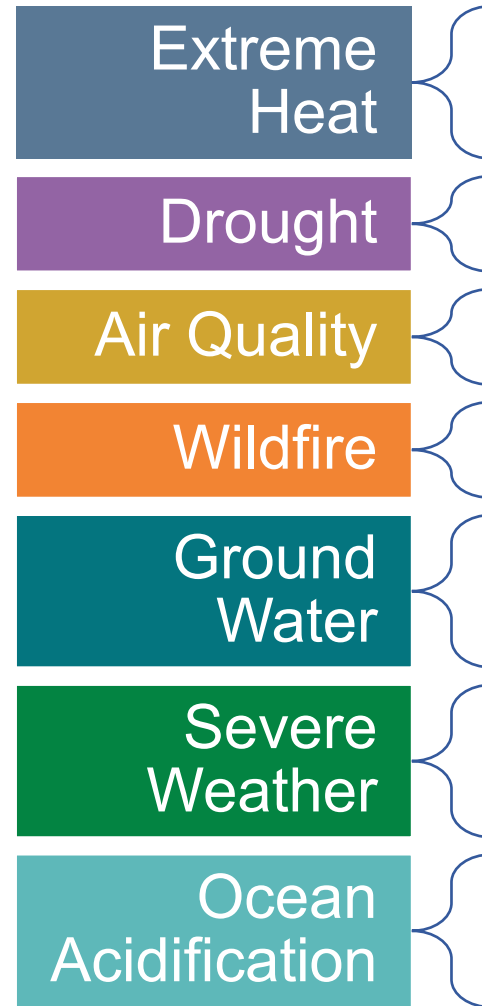 Extreme
Heat
Drought
Air Quality
Wildfire
Ground
Water
Severe
Weather
Ocean
Acidification